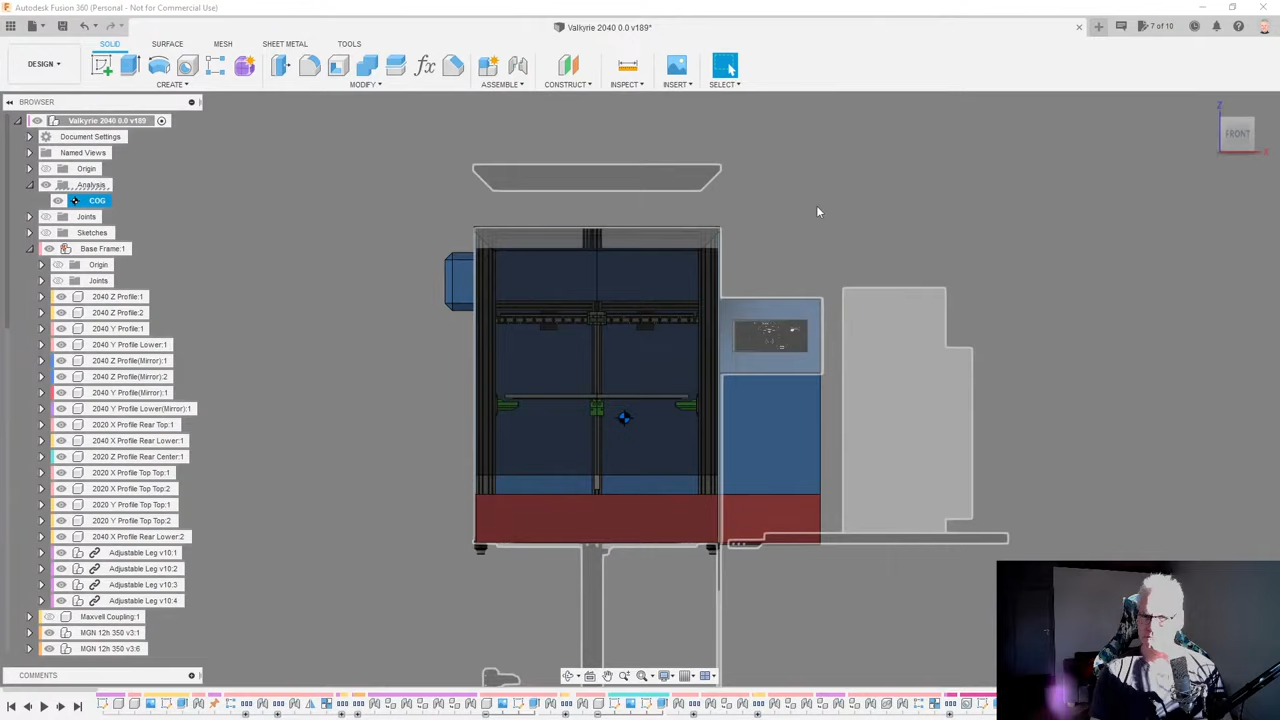 Autodesk Fusion 360 (Personal - Not for Commercial Use)
Valkyrie 2040 0.0 v189*
7 of 10
SOLID
SURFACE
MESH
SHEET METAL
TOOLS
DESIGN
CREATE
MODIFY
ASSEMBLE
CONSTRUCT
INSPECT
INSERT
SELECT
BROWSER
Valkyrie 2040 0.0 v189
Document Settings
Named Views
Origin
Analysis
COG
Joints
Sketches
Base Frame:1
Origin
Joints
2040 Z Profile:1
2040 Z Profile:2
2040 Y Profile:1
2040 Y Profile Lower:1
2040 Z Profile(Mirror):1
2040 Z Profile(Mirror):2
2040 Y Profile(Mirror):1
2040 Y Profile Lower(Mirror):1
2020 X Profile Rear Top:1
2040 X Profile Rear Lower:1
2020 Z Profile Rear Center:1
2020 X Profile Top Top:1
2020 X Profile Top Top:2
2020 Y Profile Top Top:1
2020 Y Profile Top Top:2
2040 X Profile Rear Lower:2
Adjustable Leg v10:1
Adjustable Leg v10:2
Adjustable Leg v10:3
Adjustable Leg v10:4
Maxvell Coupling:1
MGN 12h 350 v3:1
MGN 12h 350 v3:6
COMMENTS
Z
FRONT
X